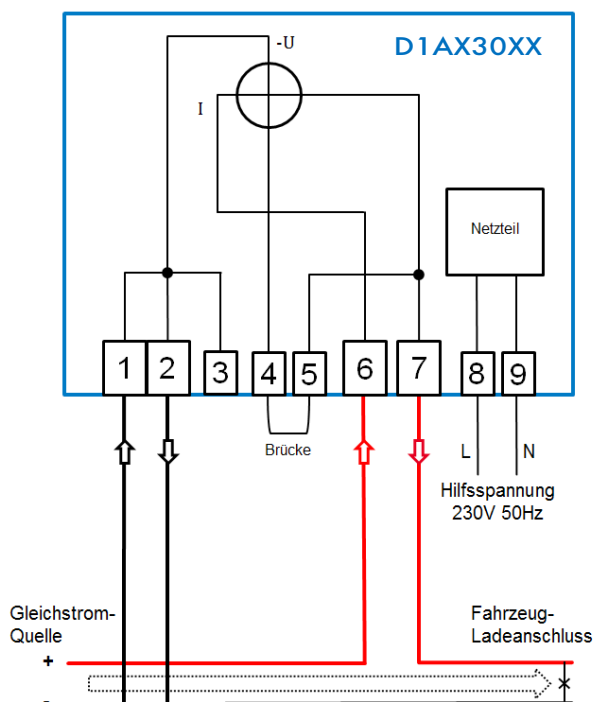 -U
D1AX30XX
I
Netzteil
1 2 3 4 5 6 7 8 9
Brücke
L N
Hilfsspannung
230V 50Hz
Gleichstrom-
Quelle
Fahrzeug-
Ladeanschluss
+